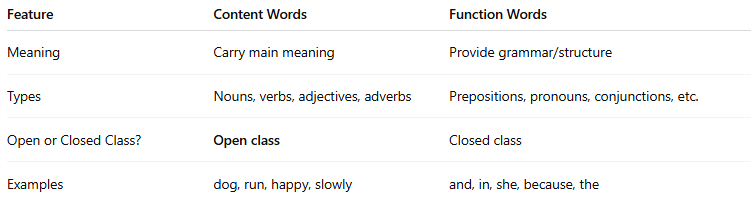 Feature Content Words Function Words
Meaning Carry main meaning Provide grammar/structure
Types Nouns, verbs, adjectives, adverbs Prepositions, pronouns, conjunctions, etc.
Open or Closed Class? Open class Closed class
Examples dog, run, happy, slowly and, in, she, because, the